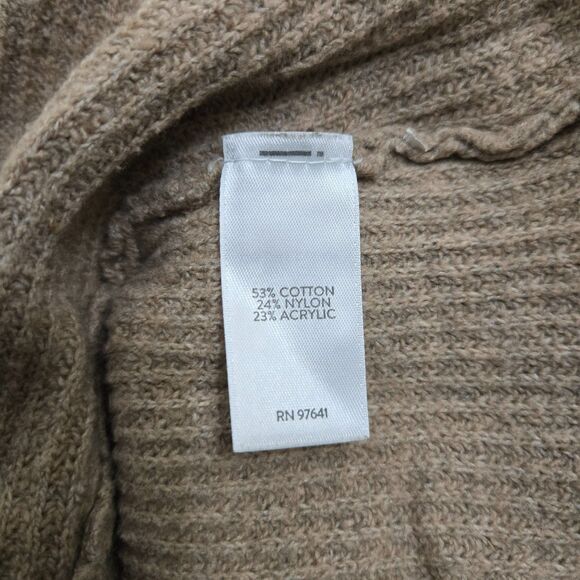 53% COTTON
24% NYLON
23% ACRYLIC
RN 97641